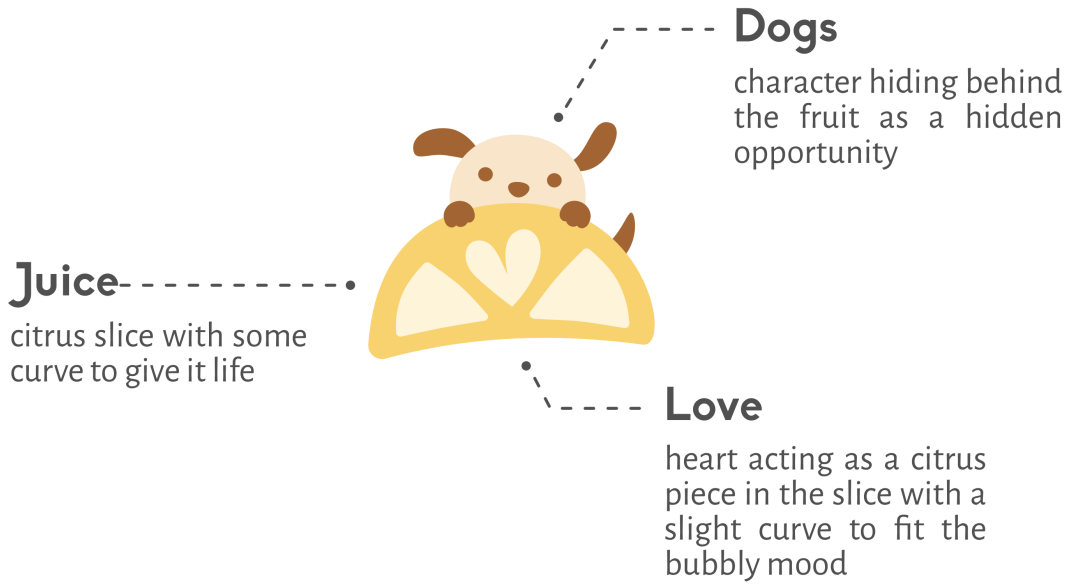 Dogs
character hiding behind
the fruit as a hidden
opportunity
Juice
citrus slice with some
curve to give it life
Love
heart acting as a citrus
piece in the slice with a
slight curve to fit the
bubbly mood